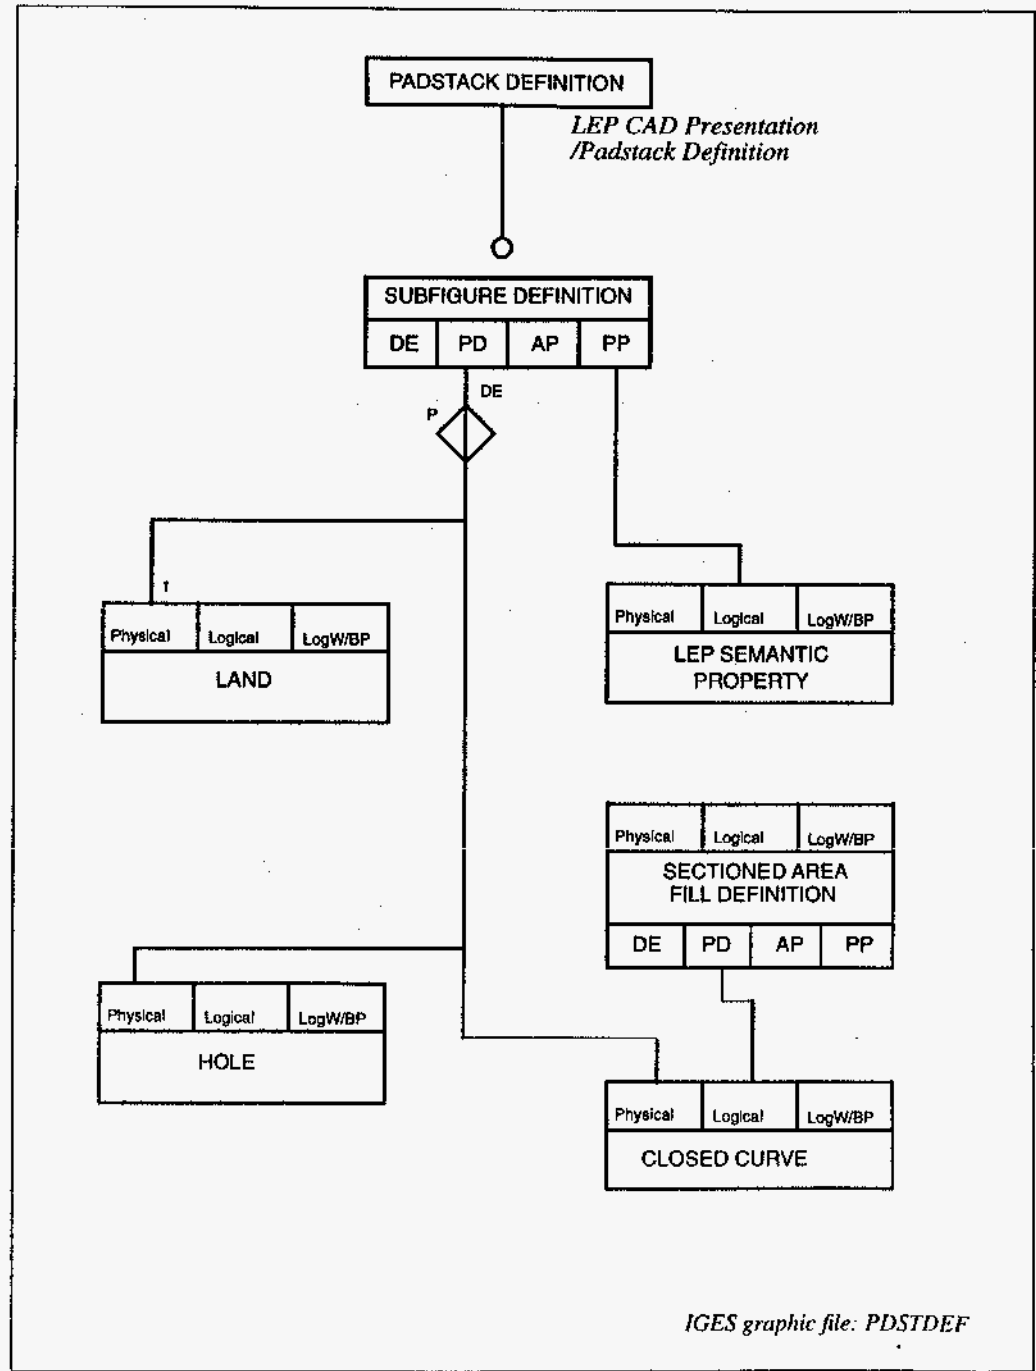 PADSTACK DEFINITION
LEP CAD Presentation
/Padstack Definition
SUBFIGURE DEFINITION
DE PD AP PP
DE
P
1
Physical Logical LogW/BP
LAND
Physical Logical LogW/BP
LEP SEMANTIC
PROPERTY
Physical Logical LogW/BP
SECTIONED AREA
FILL DEFINITION
DE PD AP PP
Physical Logical LogW/BP
HOLE
Physical Logical LogW/BP
CLOSED CURVE
IGES graphic file: PDSTDEF